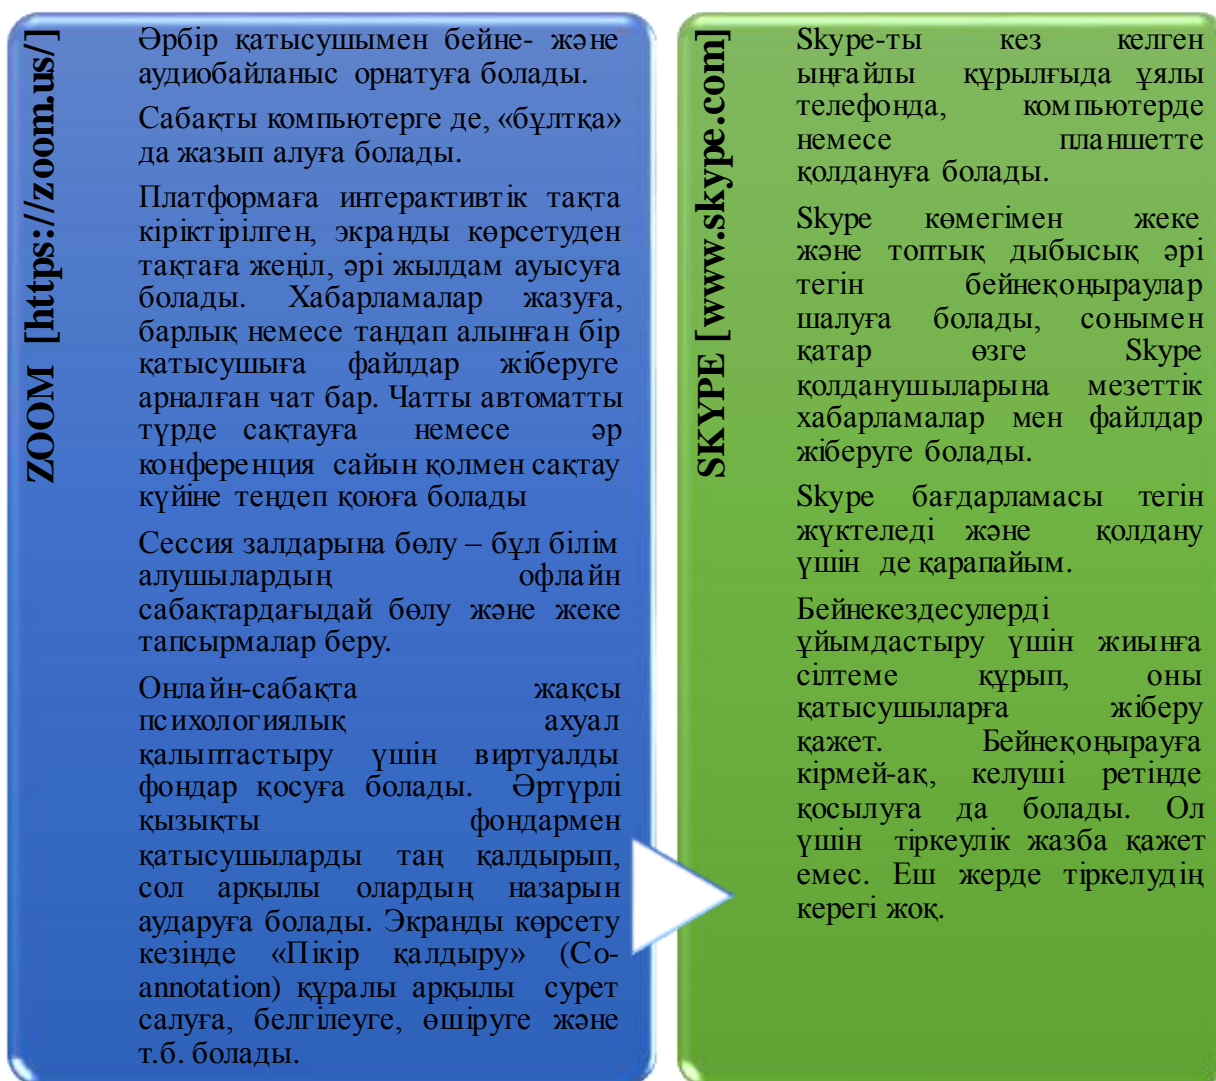 ZOOM [https://zoom.us/]
Әрбір қатысушымен бейне- және
аудиобайланыс орнатуға болады.
Сабақты компьютерге де, «бұлтқа»
да жазып алуға болады.
Платформаға интерактивтік тақта
кіріктірілген, экранды көрсетуден
тақтаға жеңіл, әрі жылдам ауысуға
болады. Хабарламалар жазуға,
барлық немесе таңдап алынған бір
қатысушыға файлдар жіберуге
арналған чат бар. Чатты автоматты
түрде сақтауға немесе әр
конференция сайын қолмен сақтау
күйіне теңдеп қоюға болады
Сессия залдарына бөлу – бұл білім
алушылардың офлайн
сабақтардағыдай бөлу және жеке
тапсырмалар беру.
Онлайн-сабақта жақсы
психологиялық ахуал
қалыптастыру үшін виртуалды
фондар қосуға болады. Әртүрлі
қызықты фондармен
қатысушыларды таң қалдырып,
сол арқылы олардың назарын
аударуға болады. Экранды көрсету
кезінде «Пікір қалдыру» (Co-
annotation) құралы арқылы сурет
салуға, белгілеуге, өшіруге және
т.б. болады.
SKYPE [www.skype.com]
Skype-ты кез келген
ыңғайлы құрылғыда ұялы
телефонда, компьютерде
немесе планшетте
қолдануға болады.
Skype көмегімен жеке
және топтық дыбысық әрі
тегін бейнеқоңыраулар
шалуға болады, сонымен
қатар өзге Skype
қолданушыларына мезеттік
хабарламалар мен файлдар
жіберуге болады.
Skype бағдарламасы тегін
жүктеледі және қолдану
үшін де қарапайым.
Бейнекездесулерді
ұйымдастыру үшін жиынға
сілтеме құрып, оны
қатысушыларға жіберу
қажет. Бейнеқоңырауға
кірмей-ақ, келуші ретінде
қосылуға да болады. Ол
үшін тіркеулік жазба қажет
емес. Еш жерде тіркелудің
керегі жоқ.